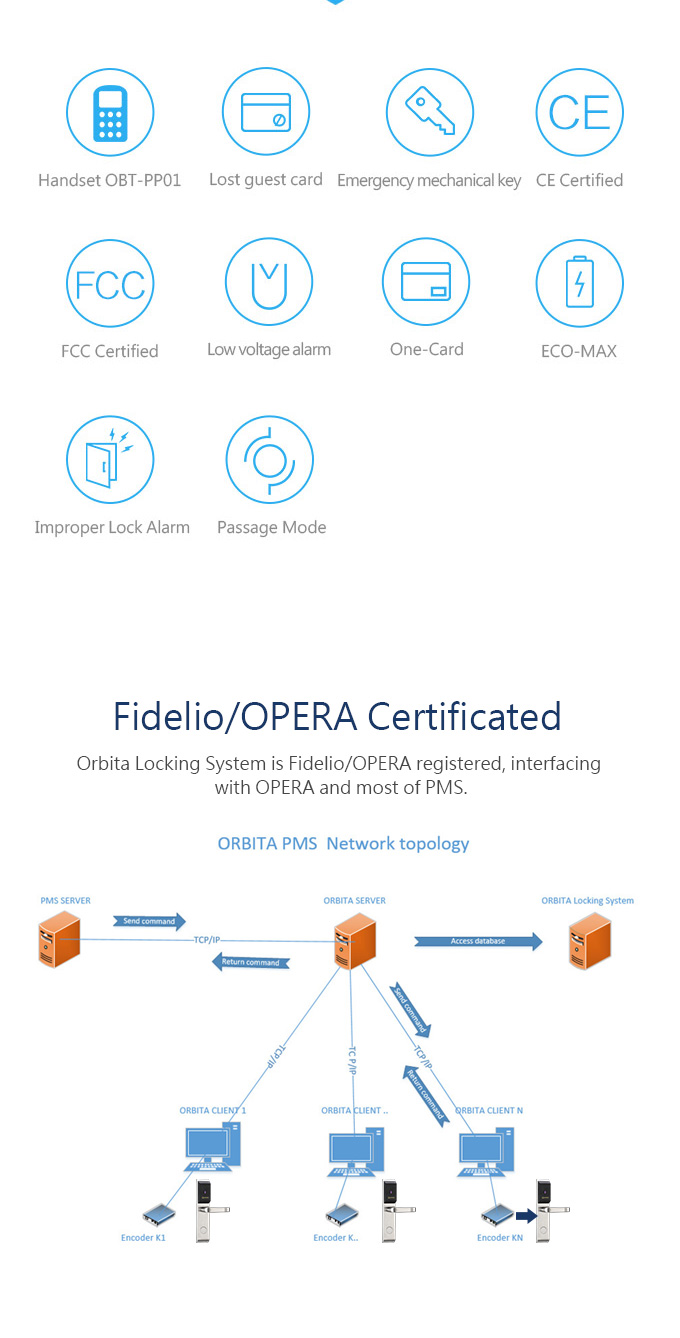 Handset OBT-PP01
Lost guest card
Emergency mechanical key
CE
CE Certified
FCC
FCC Certified
Low voltage alarm
One-Card
ECO-MAX
Improper Lock Alarm
Passage Mode
Fidelio/OPERA Certificated
Orbita Locking System is Fidelio/OPERA registered, interfacing
with OPERA and most of PMS.
ORBITA PMS Network topology
PMS SERVER
ORBITA SERVER
ORBITA Locking System
Send command
TCP/IP
Access database
Return command
Send command
TCP/IP
TC P/IP
TCP/IP
Return command
ORBITA CLIENT 1
ORBITA CLIENT ..
ORBITA CLIENT N
Encoder K1
Encoder K..
Encoder KN